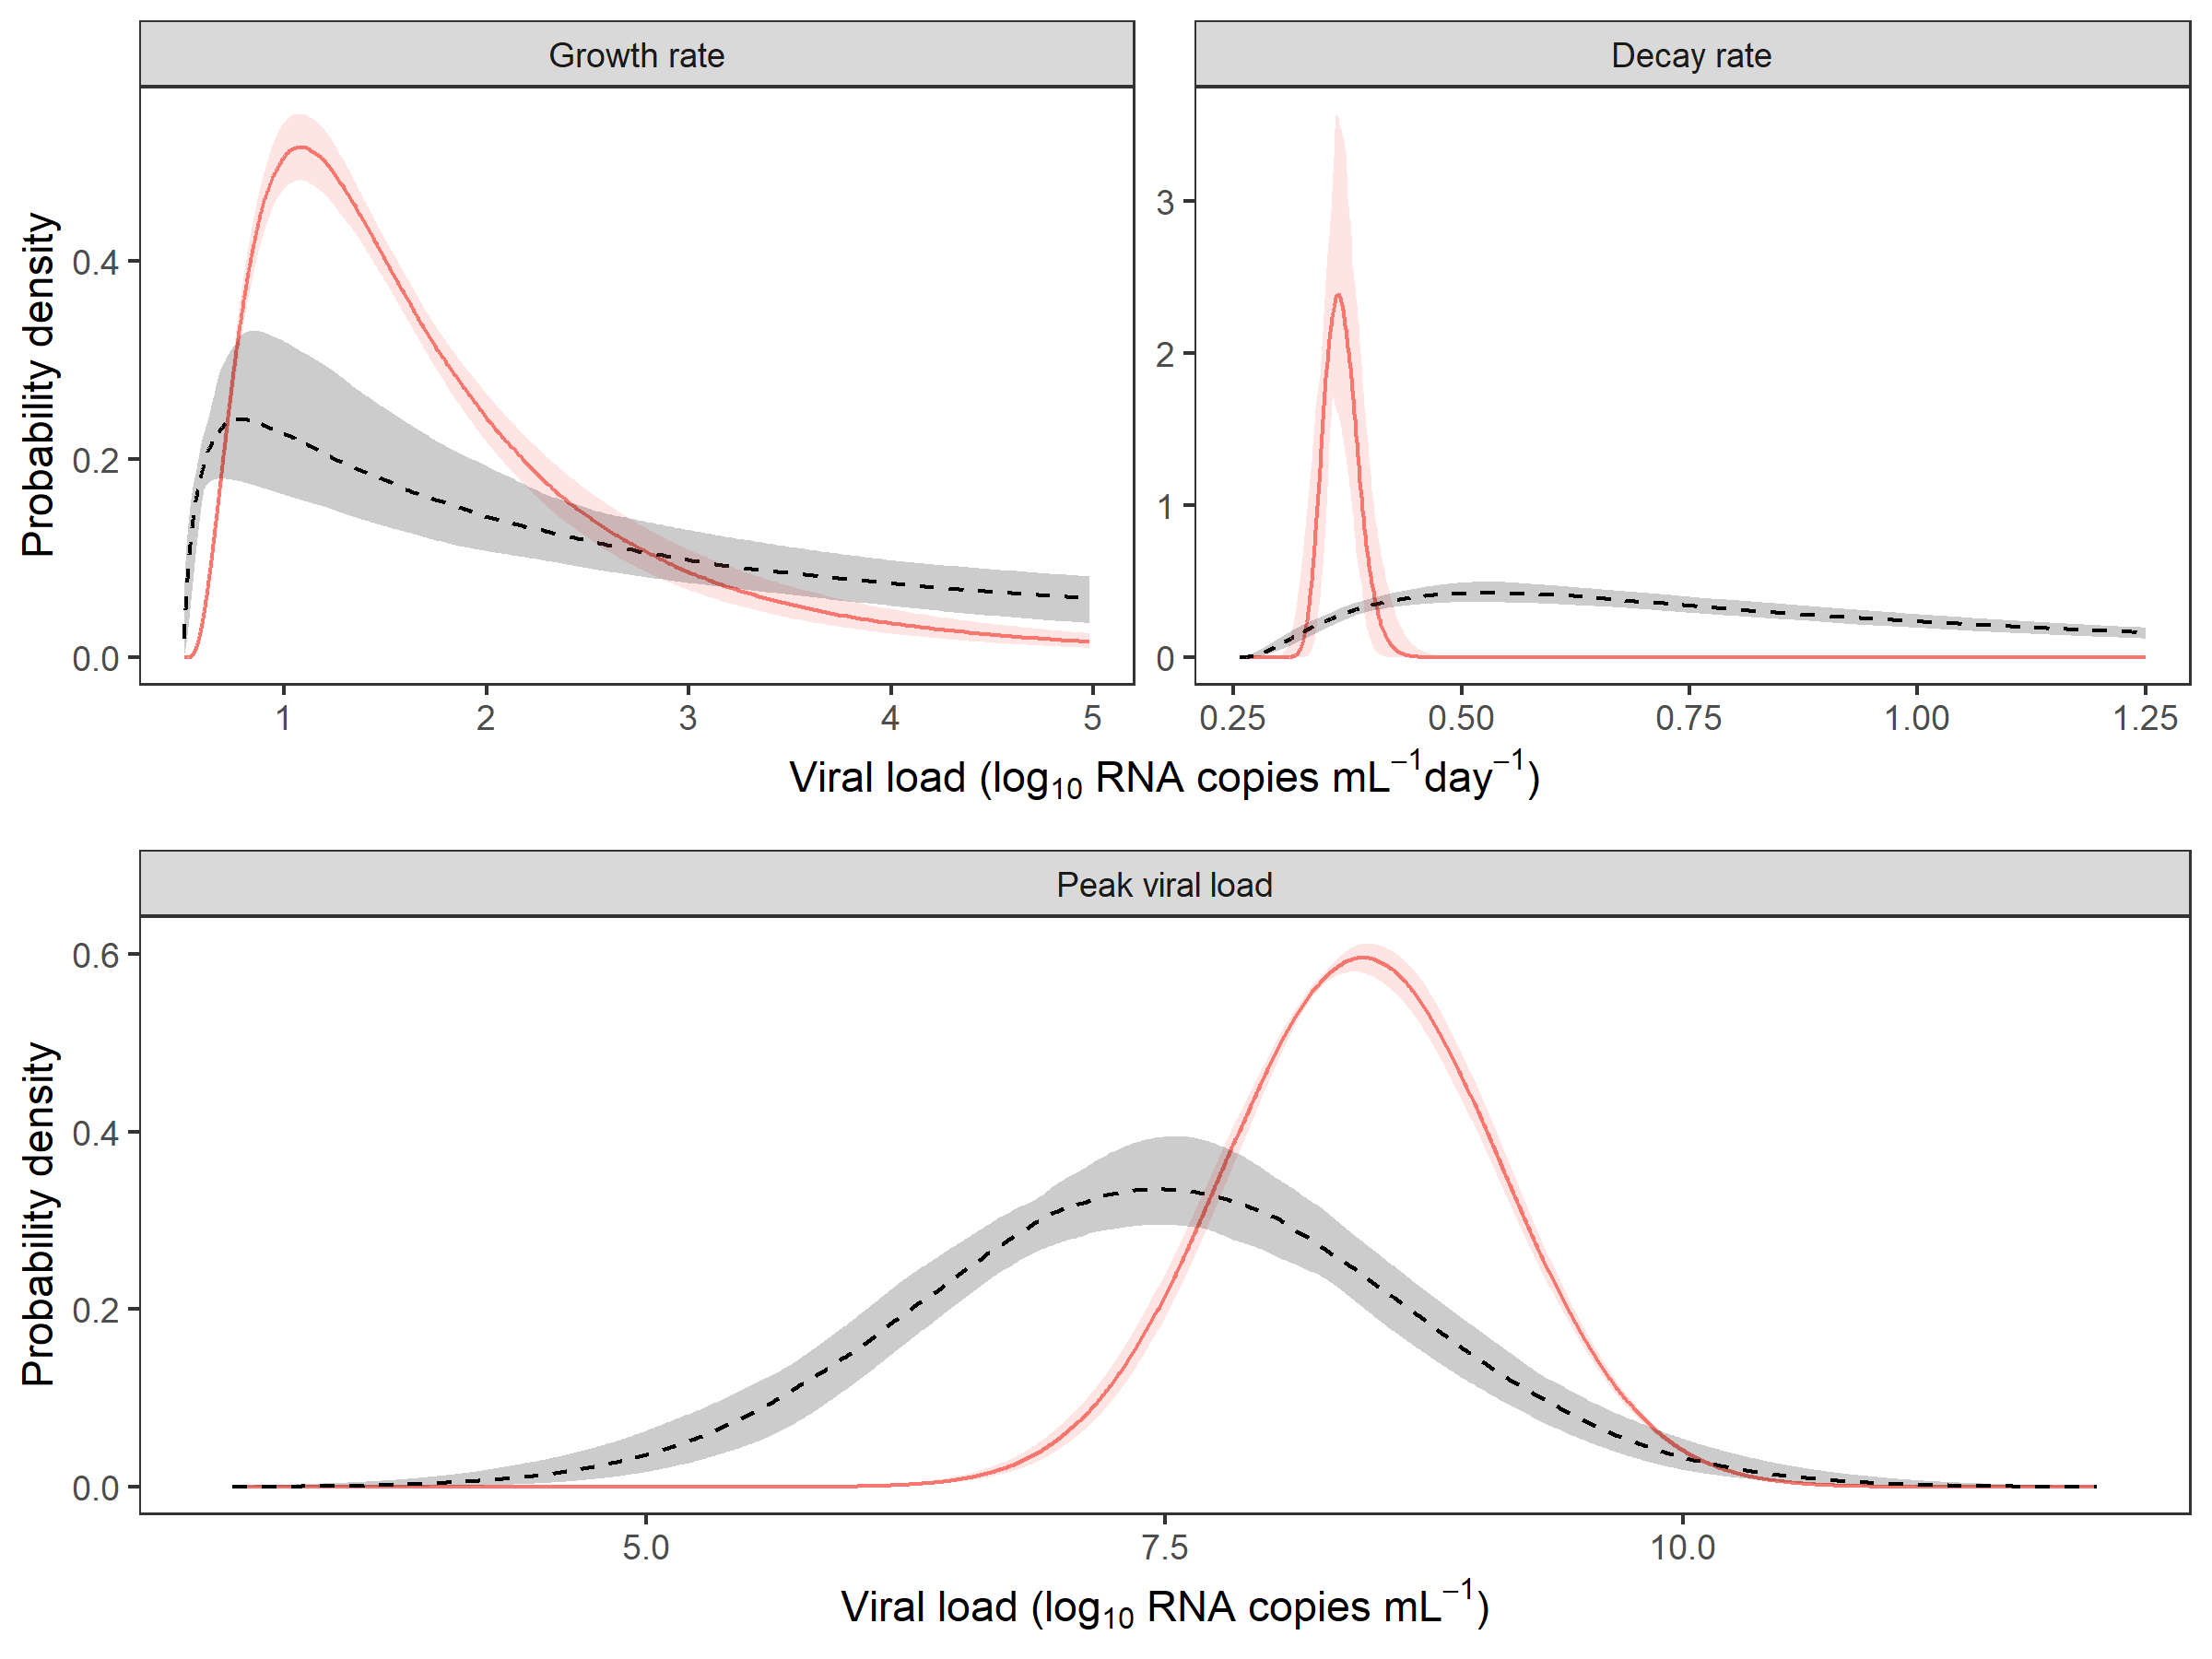 Growth rate
Decay rate
Probability density
0.4
0.2
0.0
3
2
1
0
1 2 3 4 5
0.25 0.50 0.75 1.00 1.25
Viral load (log₁₀ RNA copies mL⁻¹day⁻¹)
Peak viral load
Probability density
0.6
0.4
0.2
0.0
5.0 7.5 10.0
Viral load (log₁₀ RNA copies mL⁻¹)